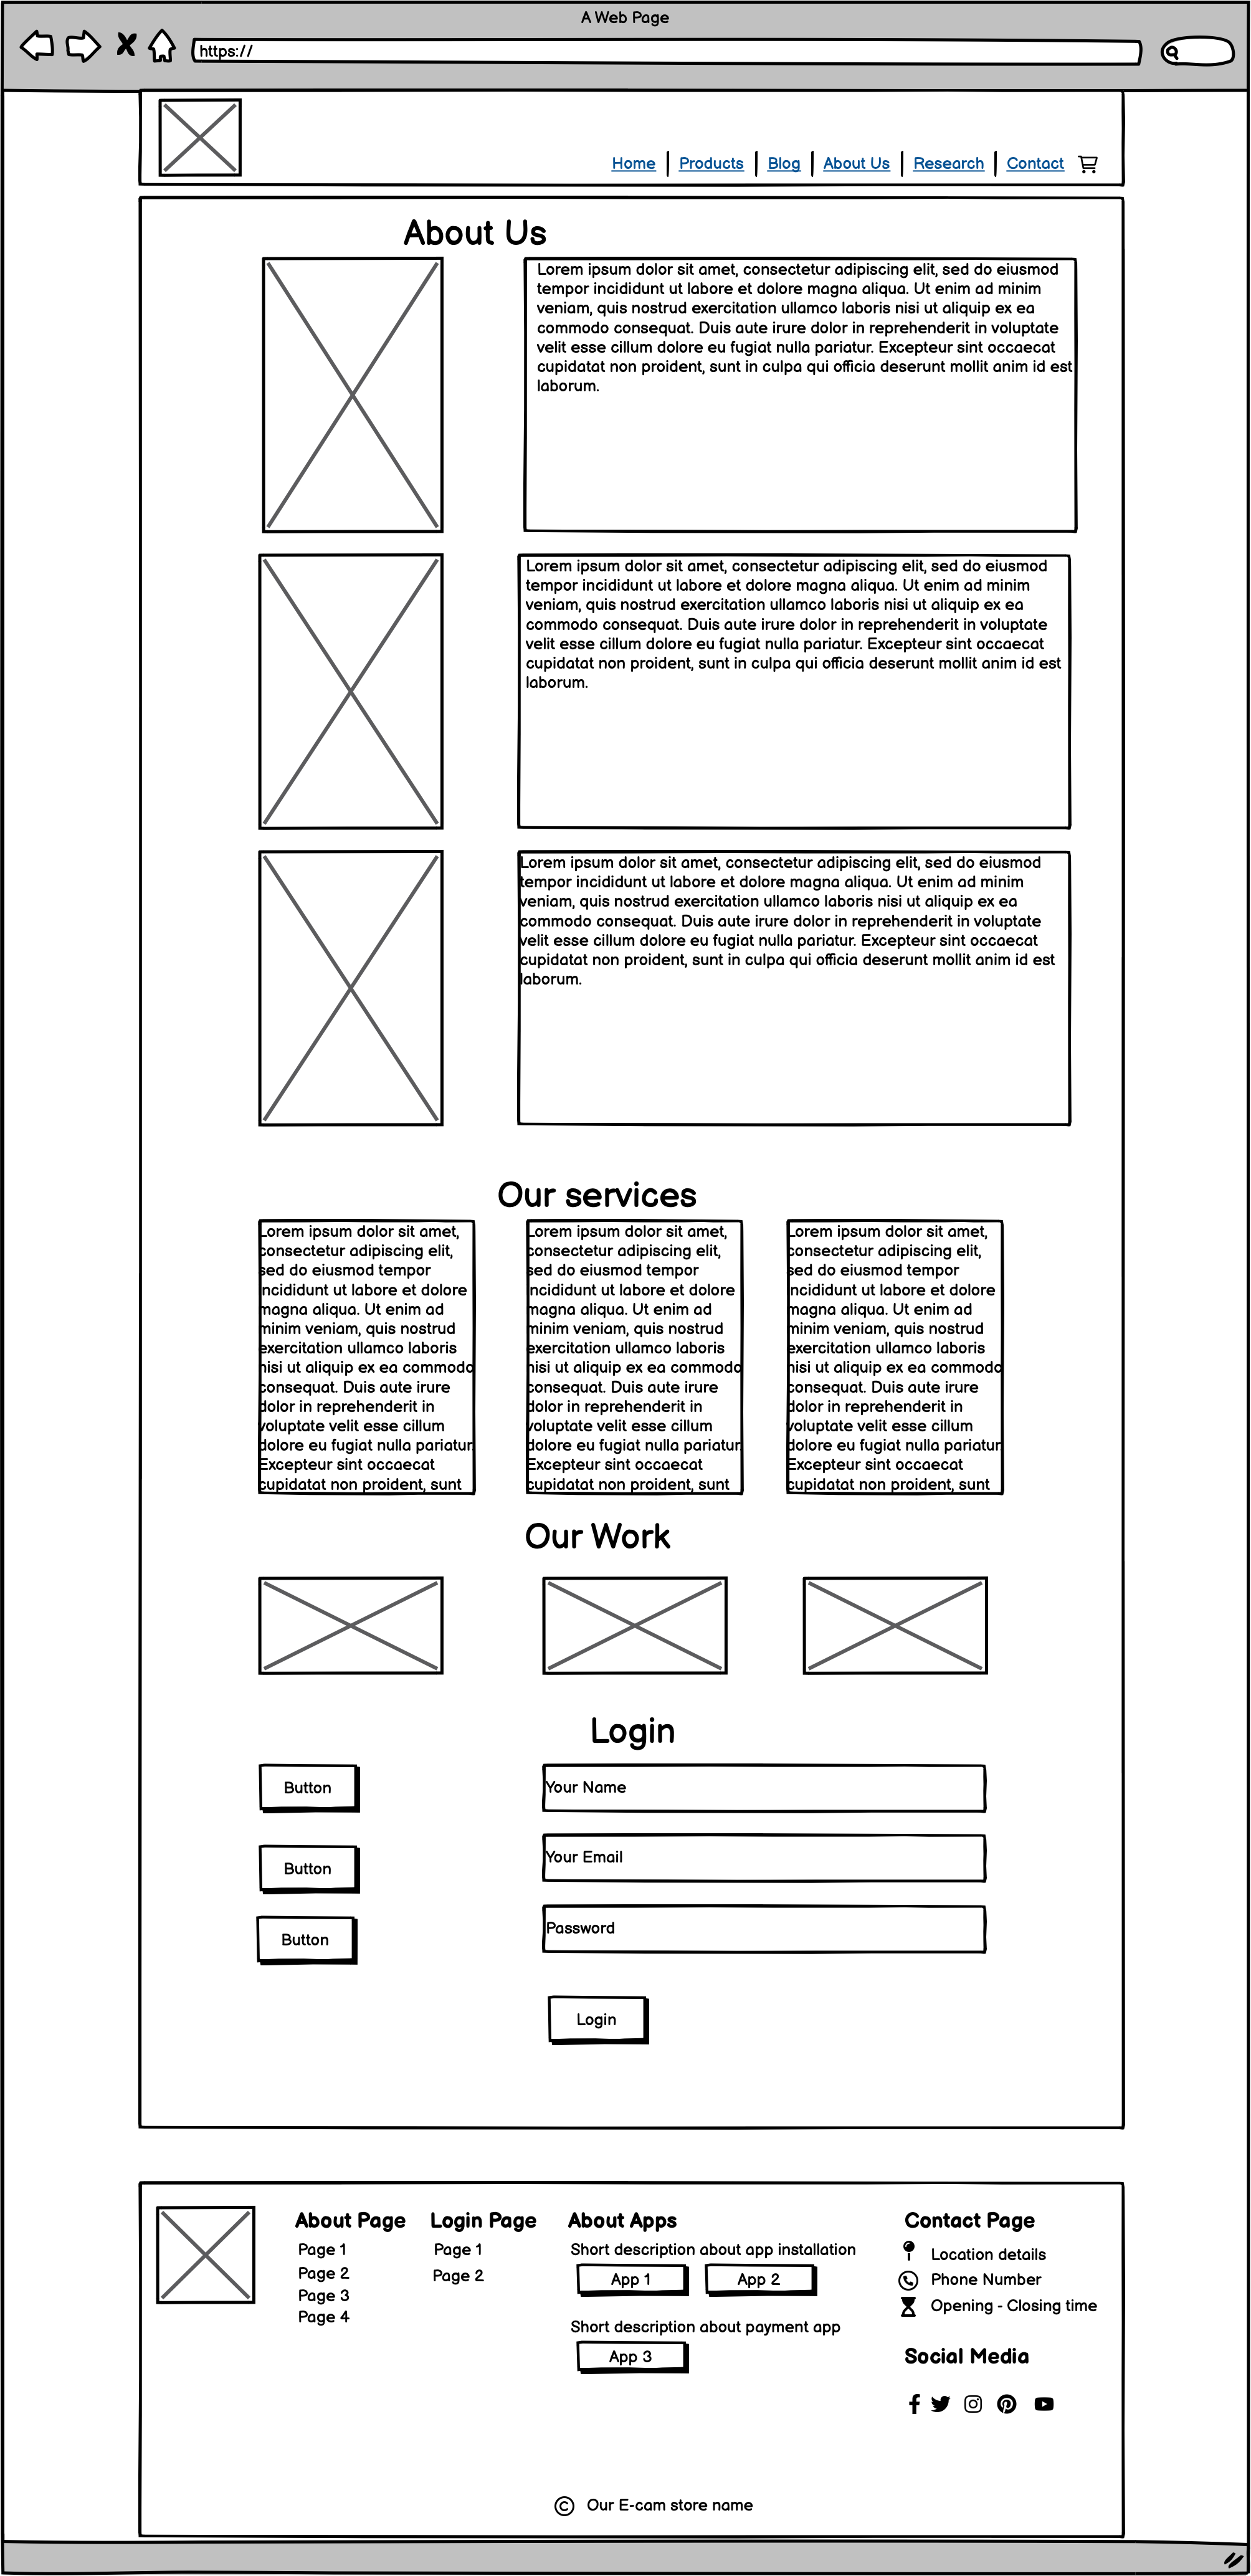 A Web Page
https://
Home Products Blog About Us Research Contact
About Us
Lorem ipsum dolor sit amet, consectetur adipiscing elit, sed do eiusmod
tempor incididunt ut labore et dolore magna aliqua. Ut enim ad minim
veniam, quis nostrud exercitation ullamco laboris nisi ut aliquip ex ea
commodo consequat. Duis aute irure dolor in reprehenderit in voluptate
velit esse cillum dolore eu fugiat nulla pariatur. Excepteur sint occaecat
cupidatat non proident, sunt in culpa qui officia deserunt mollit anim id est
laborum.
Lorem ipsum dolor sit amet, consectetur adipiscing elit, sed do eiusmod
tempor incididunt ut labore et dolore magna aliqua. Ut enim ad minim
veniam, quis nostrud exercitation ullamco laboris nisi ut aliquip ex ea
commodo consequat. Duis aute irure dolor in reprehenderit in voluptate
velit esse cillum dolore eu fugiat nulla pariatur. Excepteur sint occaecat
cupidatat non proident, sunt in culpa qui officia deserunt mollit anim id est
laborum.
Lorem ipsum dolor sit amet, consectetur adipiscing elit, sed do eiusmod
tempor incididunt ut labore et dolore magna aliqua. Ut enim ad minim
veniam, quis nostrud exercitation ullamco laboris nisi ut aliquip ex ea
commodo consequat. Duis aute irure dolor in reprehenderit in voluptate
velit esse cillum dolore eu fugiat nulla pariatur. Excepteur sint occaecat
cupidatat non proident, sunt in culpa qui officia deserunt mollit anim id est
laborum.
Our services
Lorem ipsum dolor sit amet,
consectetur adipiscing elit,
sed do eiusmod tempor
incididunt ut labore et dolore
magna aliqua. Ut enim ad
minim veniam, quis nostrud
exercitation ullamco laboris
nisi ut aliquip ex ea commodo
consequat. Duis aute irure
dolor in reprehenderit in
voluptate velit esse cillum
dolore eu fugiat nulla pariatur.
Excepteur sint occaecat
cupidatat non proident, sunt
Lorem ipsum dolor sit amet,
consectetur adipiscing elit,
sed do eiusmod tempor
incididunt ut labore et dolore
magna aliqua. Ut enim ad
minim veniam, quis nostrud
exercitation ullamco laboris
nisi ut aliquip ex ea commodo
consequat. Duis aute irure
dolor in reprehenderit in
voluptate velit esse cillum
dolore eu fugiat nulla pariatur.
Excepteur sint occaecat
cupidatat non proident, sunt
Lorem ipsum dolor sit amet,
consectetur adipiscing elit,
sed do eiusmod tempor
incididunt ut labore et dolore
magna aliqua. Ut enim ad
minim veniam, quis nostrud
exercitation ullamco laboris
nisi ut aliquip ex ea commodo
consequat. Duis aute irure
dolor in reprehenderit in
voluptate velit esse cillum
dolore eu fugiat nulla pariatur.
Excepteur sint occaecat
cupidatat non proident, sunt
Our Work
Login
Button
Button
Button
Your Name
Your Email
Password
Login
About Page
Page 1
Page 2
Page 3
Page 4
Login Page
Page 1
Page 2
About Apps
Short description about app installation
App 1 App 2
Short description about payment app
App 3
Contact Page
Location details
Phone Number
Opening - Closing time
Social Media
© Our E-cam store name